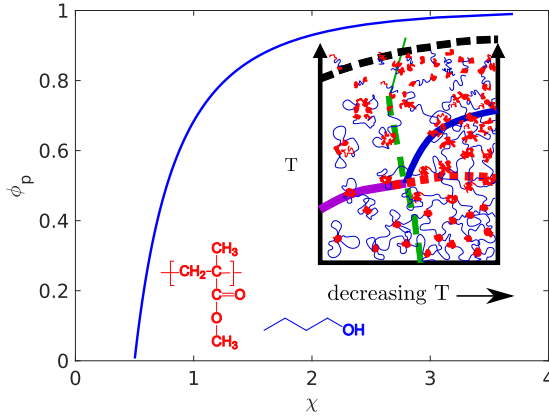 1
0.8
0.6
0.4
0.2
0
ϕp
0
1
2
3
4
χ
T
decreasing T
CH3
CH2
C
C
O
O
CH3
OH